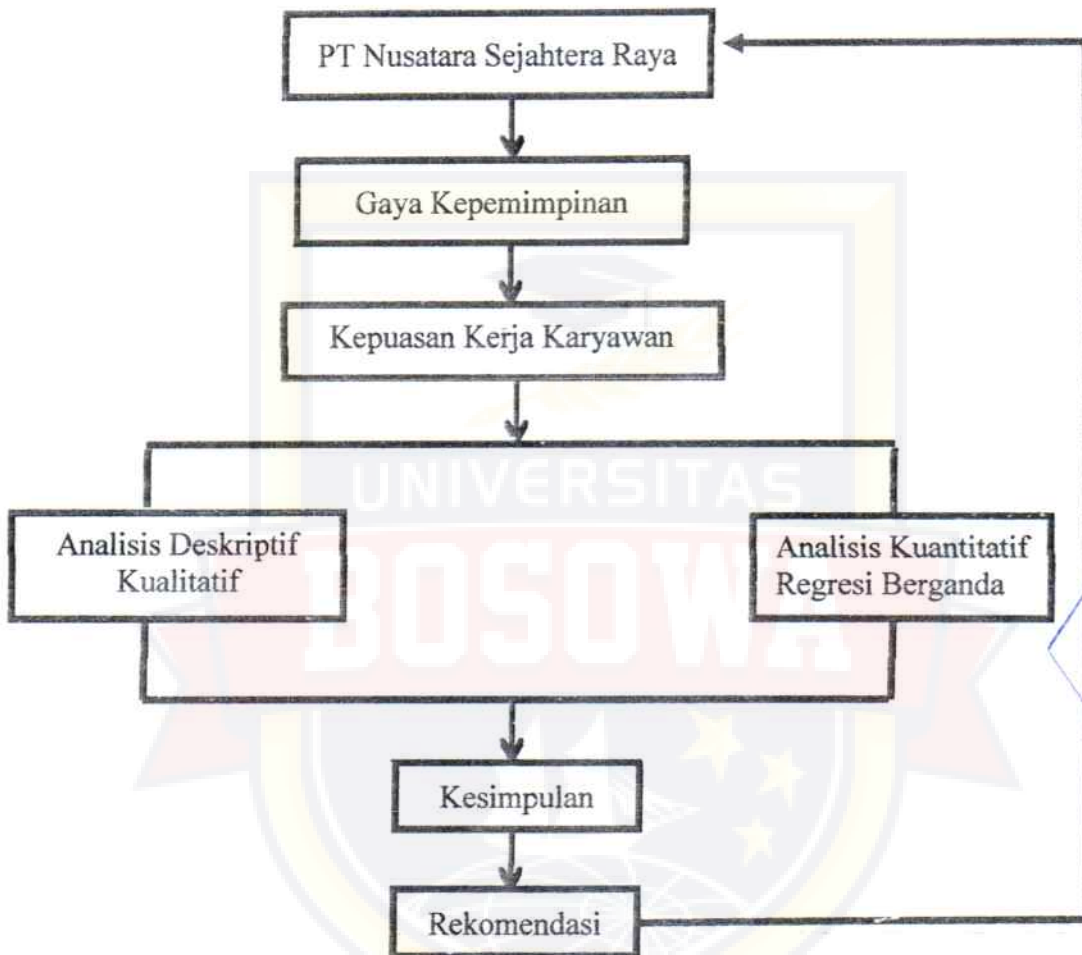 PT Nusatara Sejahtera Raya
Gaya Kepemimpinan
Kepuasan Kerja Karyawan
UNIVERSITAS
BOSOWA
Analisis Deskriptif
Kualitatif
Analisis Kuantitatif
Regresi Berganda
Kesimpulan
Rekomendasi